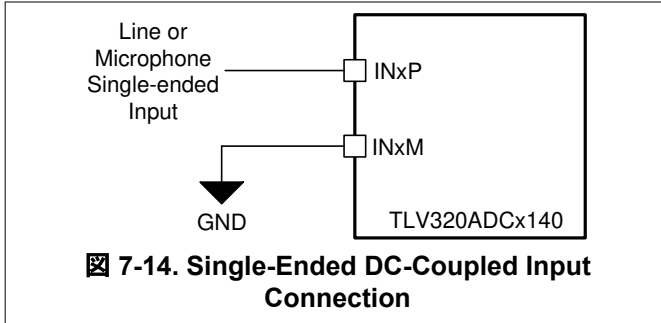 Line or
Microphone
Single-ended
Input
INxP
INxM
GND
TLV320ADCx140
図 7-14. Single-Ended DC-Coupled Input
Connection